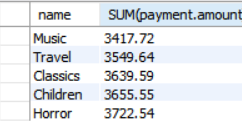 name SUM(payment.amount
Music 3417.72
Travel 3549.64
Classics 3639.59
Children 3655.55
Horror 3722.54